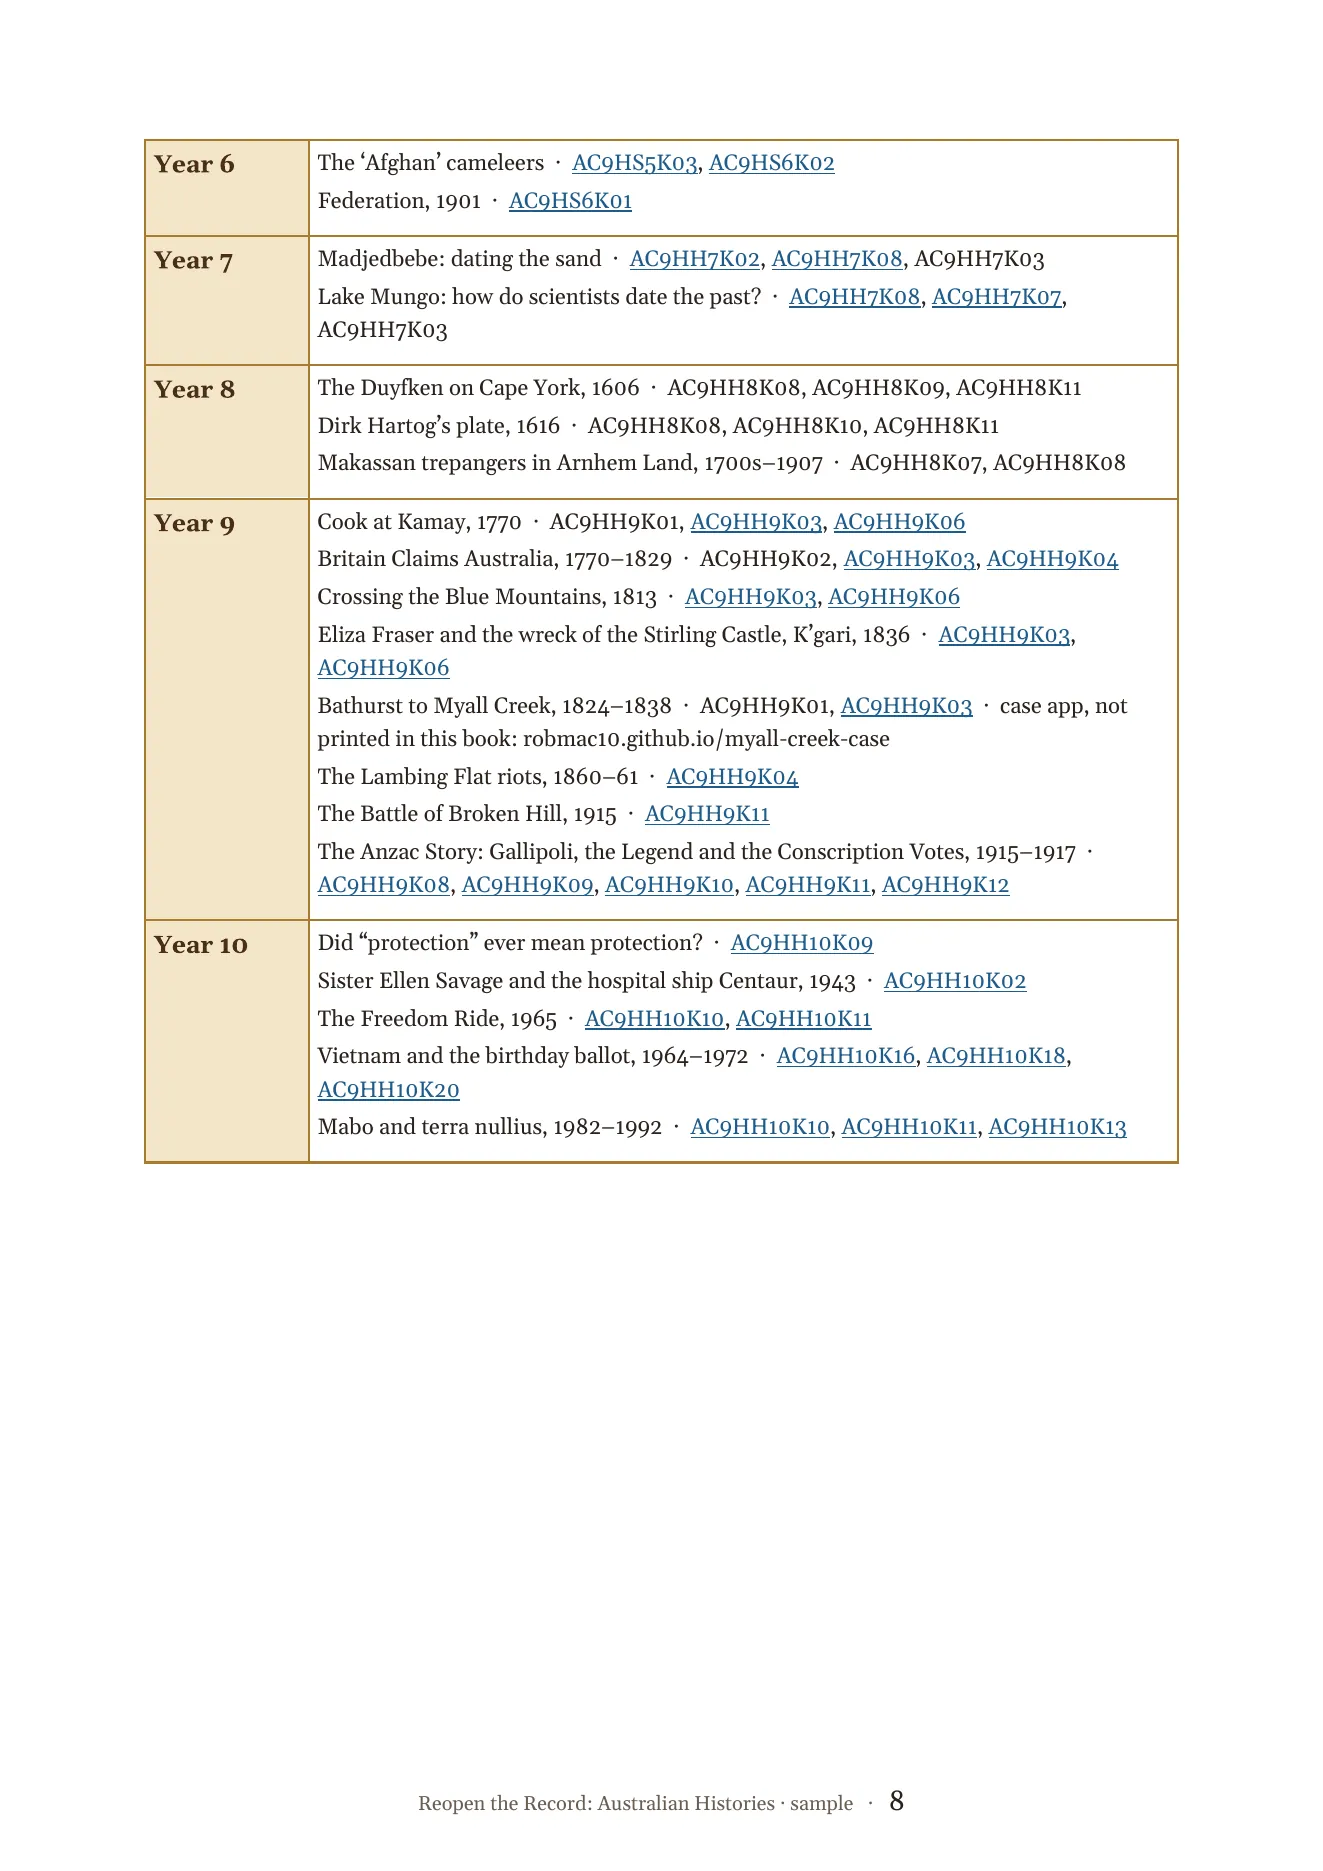 Year 6
The ‘Afghan’ cameleers · AC9HS5K03, AC9HS6K02
Federation, 1901 · AC9HS6K01
Year 7
Madjedbebe: dating the sand · AC9HH7K02, AC9HH7K08, AC9HH7K03
Lake Mungo: how do scientists date the past? · AC9HH7K08, AC9HH7K07,
AC9HH7K03
Year 8
The Duyfken on Cape York, 1606 · AC9HH8K08, AC9HH8K09, AC9HH8K11
Dirk Hartog’s plate, 1616 · AC9HH8K08, AC9HH8K10, AC9HH8K11
Makassan trepangers in Arnhem Land, 1700s–1907 · AC9HH8K07, AC9HH8K08
Year 9
Cook at Kamay, 1770 · AC9HH9K01, AC9HH9K03, AC9HH9K06
Britain Claims Australia, 1770–1829 · AC9HH9K02, AC9HH9K03, AC9HH9K04
Crossing the Blue Mountains, 1813 · AC9HH9K03, AC9HH9K06
Eliza Fraser and the wreck of the Stirling Castle, K’gari, 1836 · AC9HH9K03,
AC9HH9K06
Bathurst to Myall Creek, 1824–1838 · AC9HH9K01, AC9HH9K03 · case app, not
printed in this book: robmac10.github.io/myall-creek-case
The Lambing Flat riots, 1860–61 · AC9HH9K04
The Battle of Broken Hill, 1915 · AC9HH9K11
The Anzac Story: Gallipoli, the Legend and the Conscription Votes, 1915–1917 ·
AC9HH9K08, AC9HH9K09, AC9HH9K10, AC9HH9K11, AC9HH9K12
Year 10
Did “protection” ever mean protection? · AC9HH10K09
Sister Ellen Savage and the hospital ship Centaur, 1943 · AC9HH10K02
The Freedom Ride, 1965 · AC9HH10K10, AC9HH10K11
Vietnam and the birthday ballot, 1964–1972 · AC9HH10K16, AC9HH10K18,
AC9HH10K20
Mabo and terra nullius, 1982–1992 · AC9HH10K10, AC9HH10K11, AC9HH10K13
Reopen the Record: Australian Histories · sample · 8